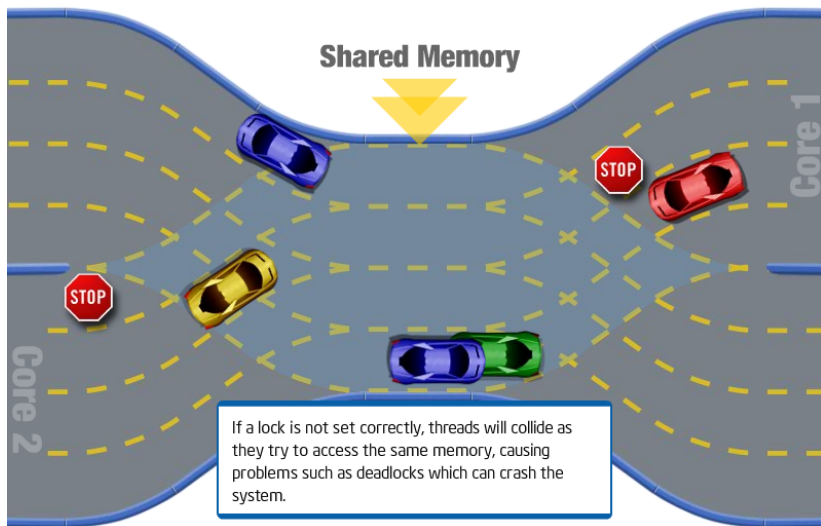 Shared Memory
Core 1
STOP
STOP
Core 2
If a lock is not set correctly, threads will collide as
they try to access the same memory, causing
problems such as deadlocks which can crash the
system.